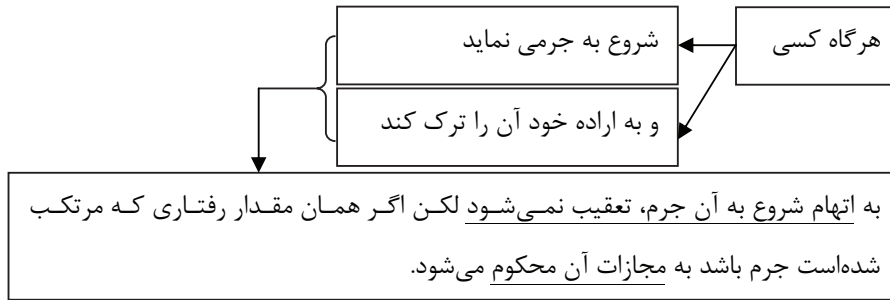 هرگاه کسی
شروع به جرمی نماید
و به اراده خود آن را ترک کند
به اتهام شروع به آن جرم، تعقیب نمی‌شود لکن اگر همان مقدار رفتاری که مرتکب
شده‌است جرم باشد به مجازات آن محکوم می‌شود.